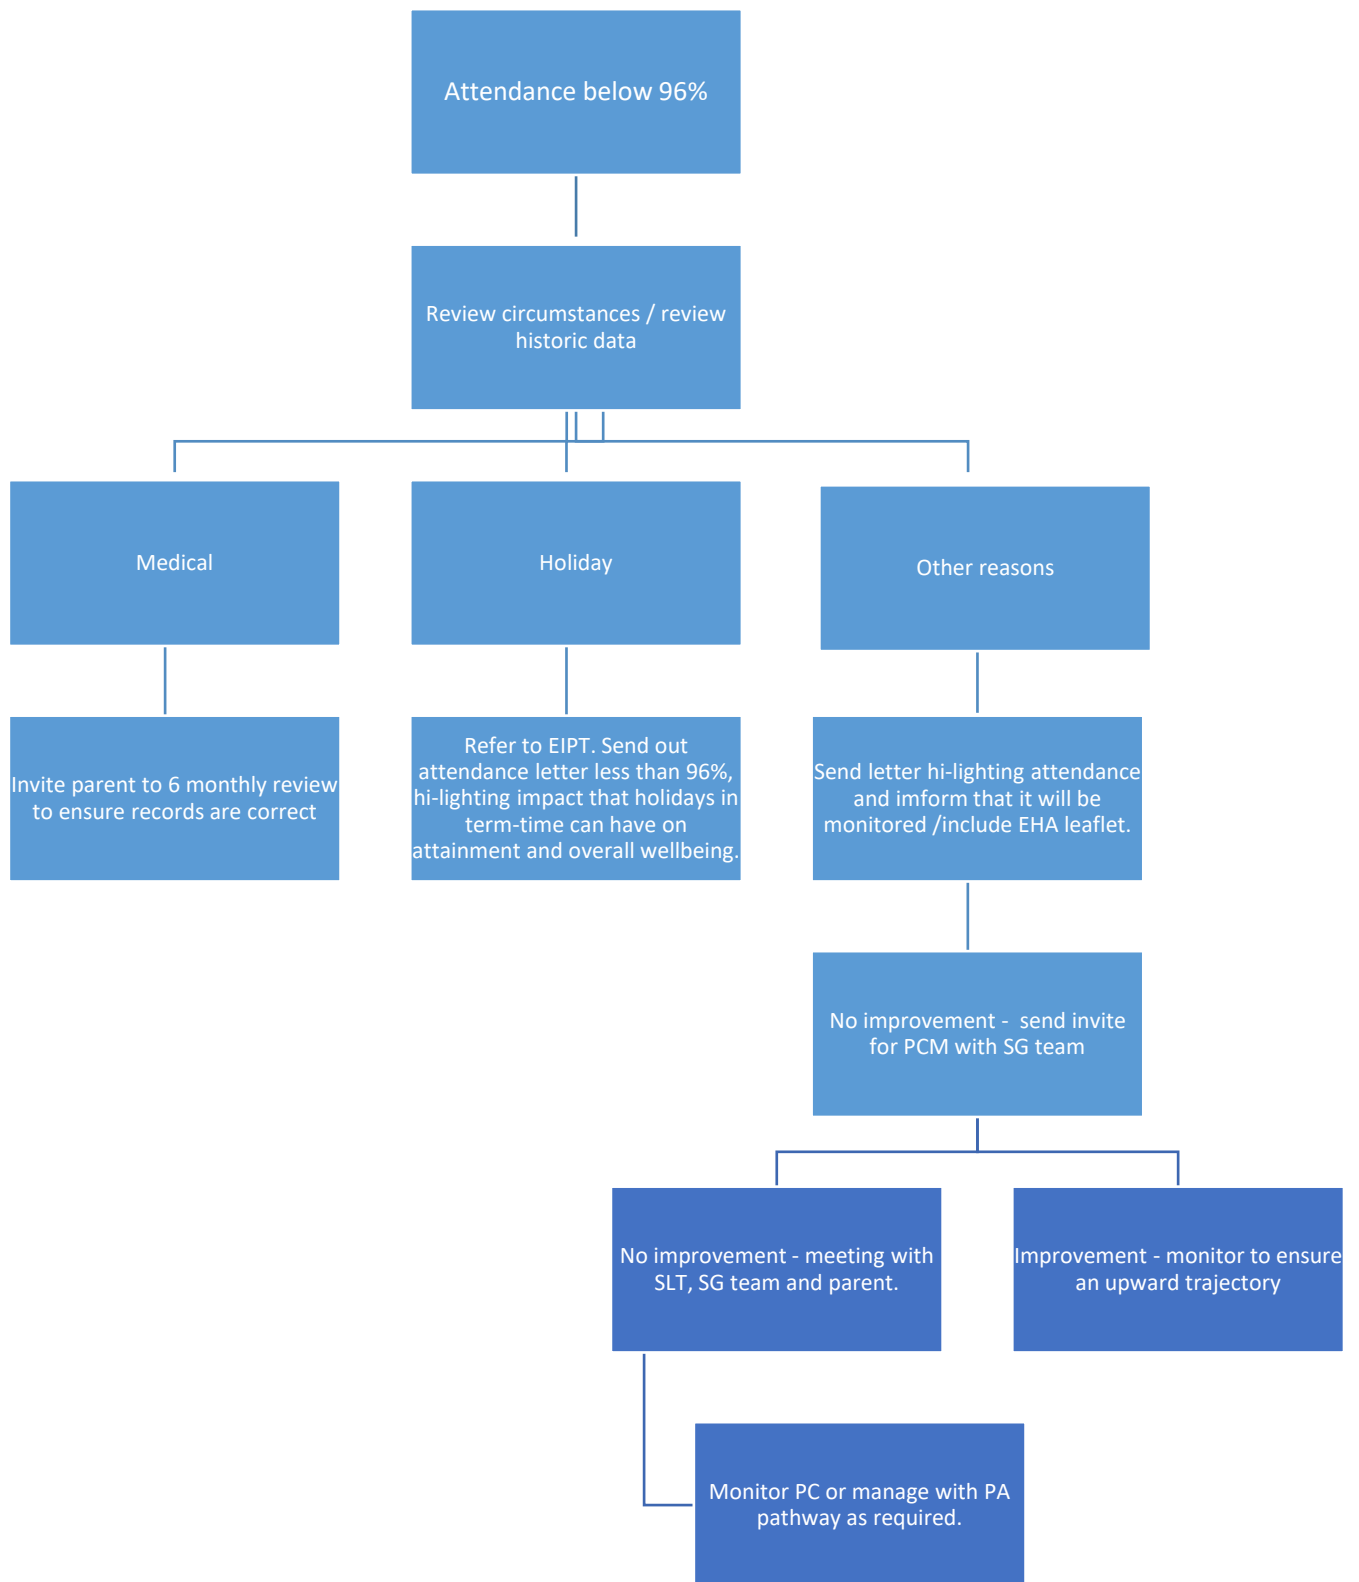 Attendance below 96%
Review circumstances / review
historic data
Medical
Holiday
Other reasons
Invite parent to 6 monthly review
to ensure records are correct
Refer to EIPT. Send out
attendance letter less than 96%,
hi-lighting impact that holidays in
term-time can have on
attainment and overall wellbeing.
Send letter hi-lighting attendance
and imform that it will be
monitored /include EHA leaflet.
No improvement -  send invite
for PCM with SG team
No improvement - meeting with
SLT, SG team and parent.
Improvement - monitor to ensure
an upward trajectory
Monitor PC or manage with PA
pathway as required.